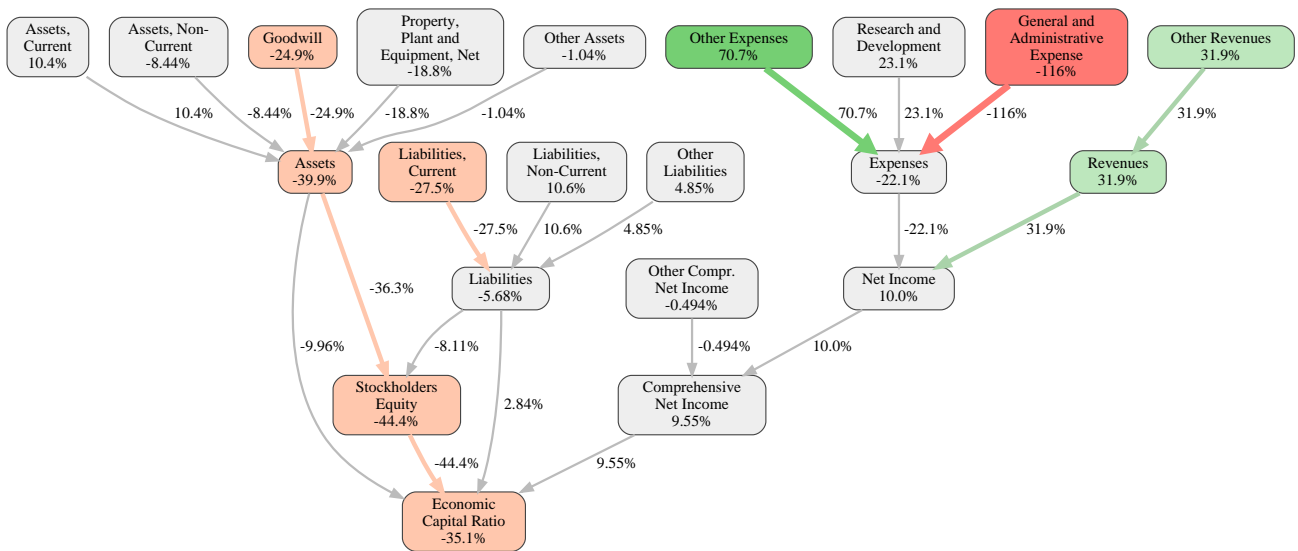 Assets,
Current
10.4%
Assets, Non-
Current
-8.44%
Goodwill
-24.9%
Property,
Plant and
Equipment, Net
-18.8%
Other Assets
-1.04%
Other Expenses
70.7%
Research and
Development
23.1%
General and
Administrative
Expense
-116%
Other Revenues
31.9%
10.4%
-8.44%
-24.9%
-18.8%
-1.04%
70.7%
23.1%
-116%
31.9%
Assets
-39.9%
Liabilities,
Current
-27.5%
Liabilities,
Non-Current
10.6%
Other
Liabilities
4.85%
Expenses
-22.1%
Revenues
31.9%
-27.5%
10.6%
4.85%
-22.1%
31.9%
-36.3%
Liabilities
-5.68%
Other Compr.
Net Income
-0.494%
Net Income
10.0%
-9.96%
-8.11%
-0.494%
10.0%
Stockholders
Equity
-44.4%
2.84%
Comprehensive
Net Income
9.55%
-44.4%
9.55%
Economic
Capital Ratio
-35.1%